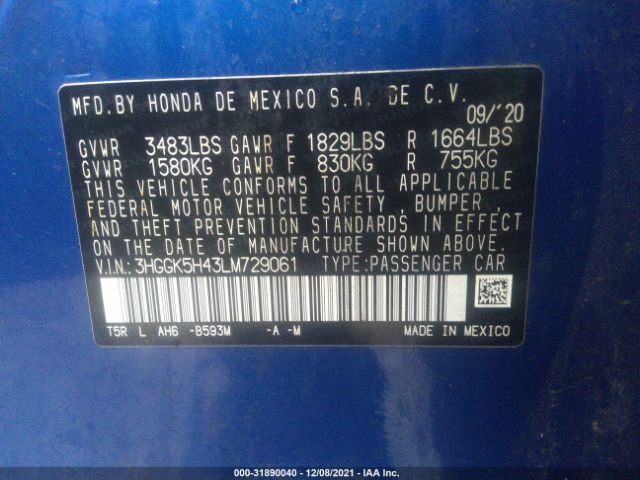 MFD. BY HONDA DE MEXICO S.A. DE C.V.
09/'20
GVWR 3483LBS GAWR F 1829LBS R 1664LBS
GVWR 1580KG GAWR F 830KG R 755KG
THIS VEHICLE CONFORMS TO ALL APPLICABLE
FEDERAL MOTOR VEHICLE SAFETY, BUMPER,
AND THEFT PREVENTION STANDARDS IN EFFECT
ON THE DATE OF MANUFACTURE SHOWN ABOVE.
V.I.N.: 3HGGK5H43LM729061 TYPE: PASSENGER CAR
T5R L AH6 -B593M -A -M MADE IN MEXICO
000-31890040 - 12/08/2021 - IAA Inc.